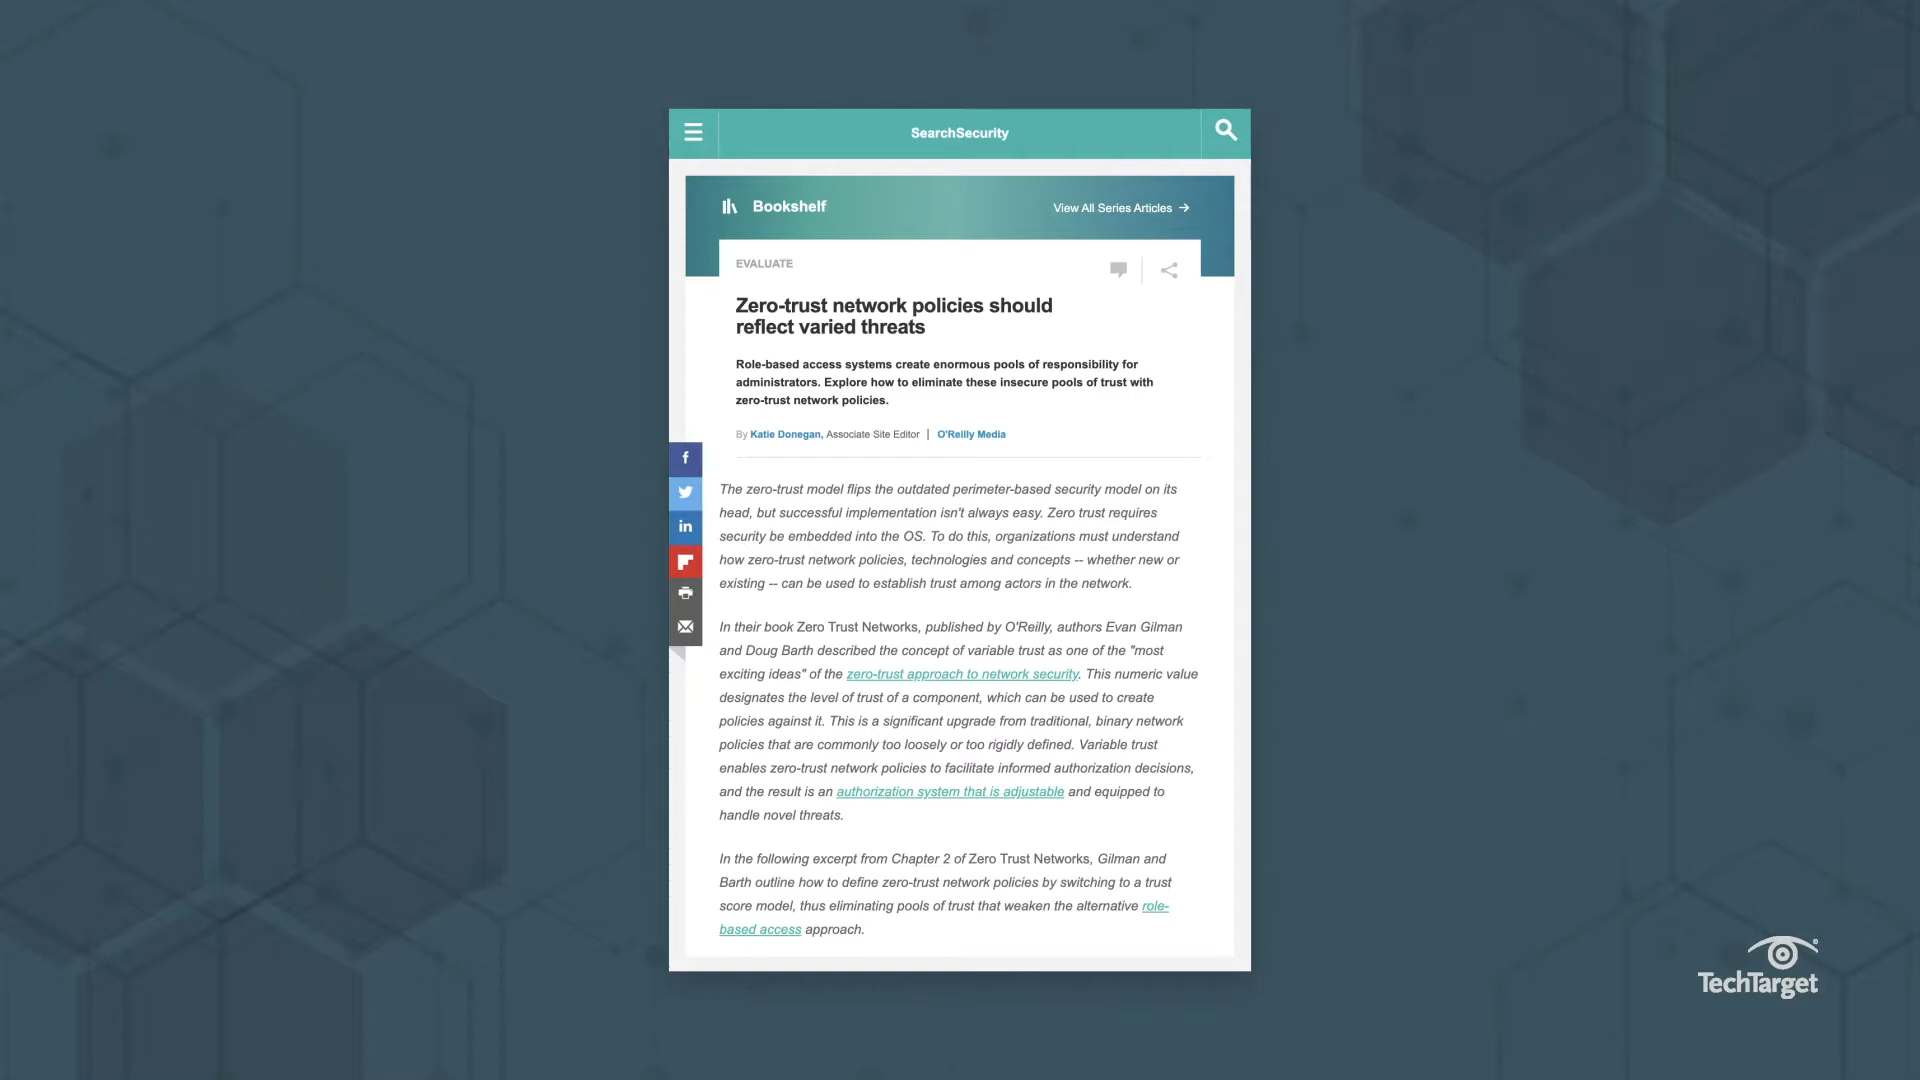 SearchSecurity
Bookshelf
View All Series Articles →
EVALUATE
Zero-trust network policies should
reflect varied threats
Role-based access systems create enormous pools of responsibility for
administrators. Explore how to eliminate these insecure pools of trust with
zero-trust network policies.
By Katie Donegan, Associate Site Editor | O'Reilly Media
f
in
The zero-trust model flips the outdated perimeter-based security model on its
head, but successful implementation isn't always easy. Zero trust requires
security be embedded into the OS. To do this, organizations must understand
how zero-trust network policies, technologies and concepts -- whether new or
existing -- can be used to establish trust among actors in the network.
In their book Zero Trust Networks, published by O'Reilly, authors Evan Gilman
and Doug Barth described the concept of variable trust as one of the "most
exciting ideas" of the zero-trust approach to network security. This numeric value
designates the level of trust of a component, which can be used to create
policies against it. This is a significant upgrade from traditional, binary network
policies that are commonly too loosely or too rigidly defined. Variable trust
enables zero-trust network policies to facilitate informed authorization decisions,
and the result is an authorization system that is adjustable and equipped to
handle novel threats.
In the following excerpt from Chapter 2 of Zero Trust Networks, Gilman and
Barth outline how to define zero-trust network policies by switching to a trust
score model, thus eliminating pools of trust that weaken the alternative role-
based access approach.
TechTarget